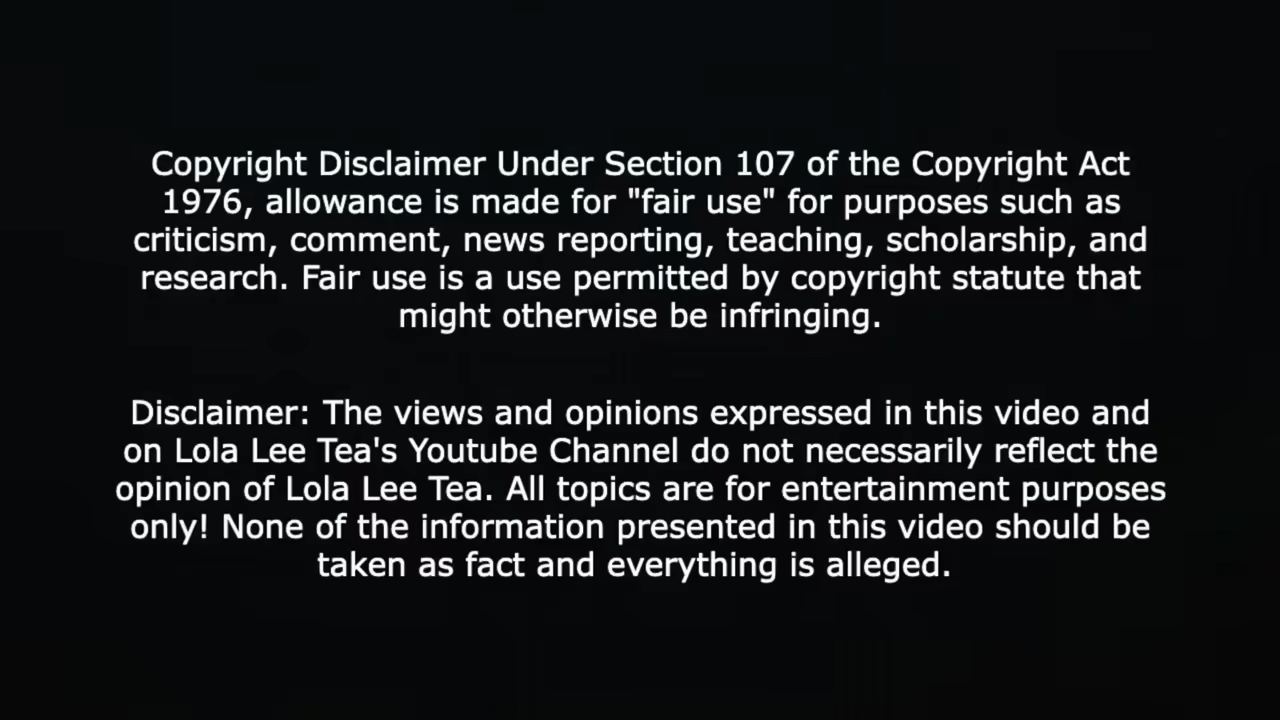 Copyright Disclaimer Under Section 107 of the Copyright Act
1976, allowance is made for "fair use" for purposes such as
criticism, comment, news reporting, teaching, scholarship, and
research. Fair use is a use permitted by copyright statute that
might otherwise be infringing.
Disclaimer: The views and opinions expressed in this video and
on Lola Lee Tea's Youtube Channel do not necessarily reflect the
opinion of Lola Lee Tea. All topics are for entertainment purposes
only! None of the information presented in this video should be
taken as fact and everything is alleged.